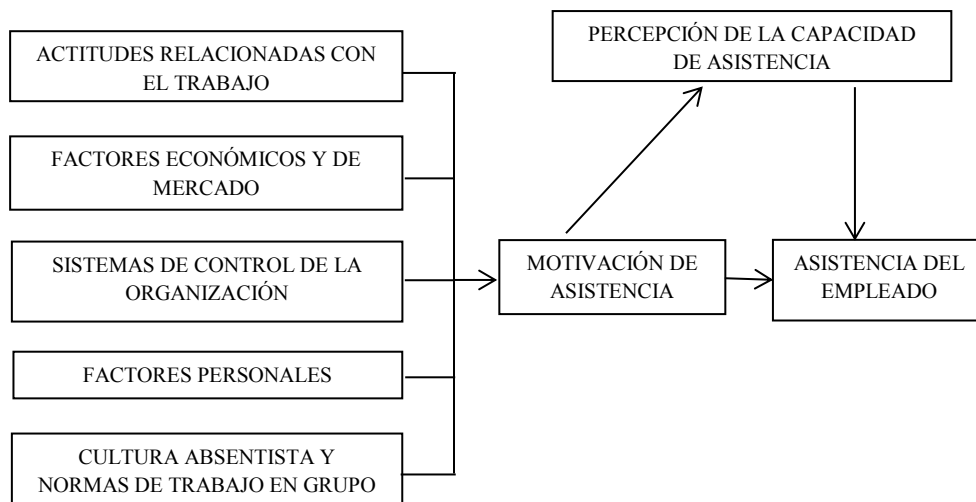 ACTITUDES RELACIONADAS CON
EL TRABAJO
FACTORES ECONÓMICOS Y DE
MERCADO
SISTEMAS DE CONTROL DE LA
ORGANIZACIÓN
FACTORES PERSONALES
CULTURA ABSENTISTA Y
NORMAS DE TRABAJO EN GRUPO
MOTIVACIÓN DE
ASISTENCIA
PERCEPCIÓN DE LA CAPACIDAD
DE ASISTENCIA
ASISTENCIA DEL
EMPLEADO